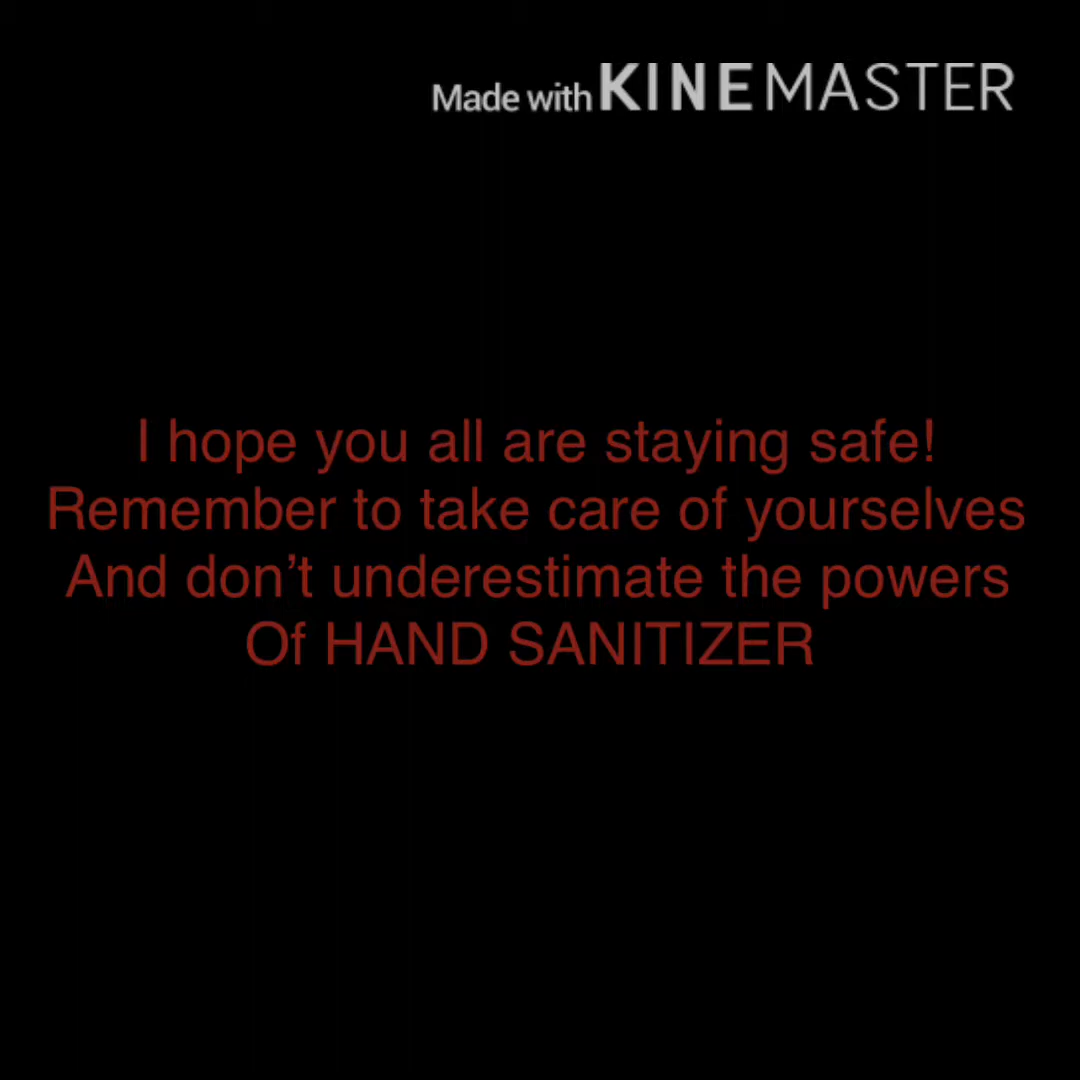 Made with KINEMASTER
I hope you all are staying safe!
Remember to take care of yourselves
And don’t underestimate the powers
Of HAND SANITIZER